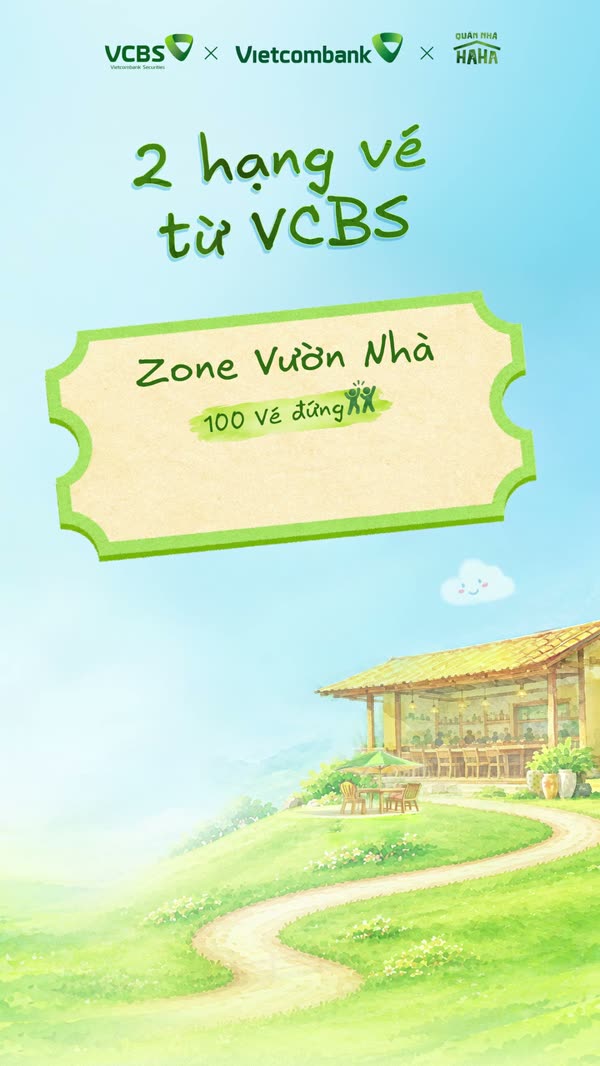 VCBS × Vietcombank × QUÁN NHÀ
Vietcombank Securities
HAHA
2 hạng vé
từ VCBS
Zone Vườn Nhà
100 Vé đứng